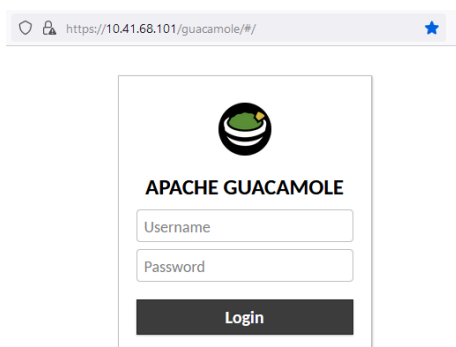 https://10.41.68.101/guacamole/#/
APACHE GUACAMOLE
Username
Password
Login